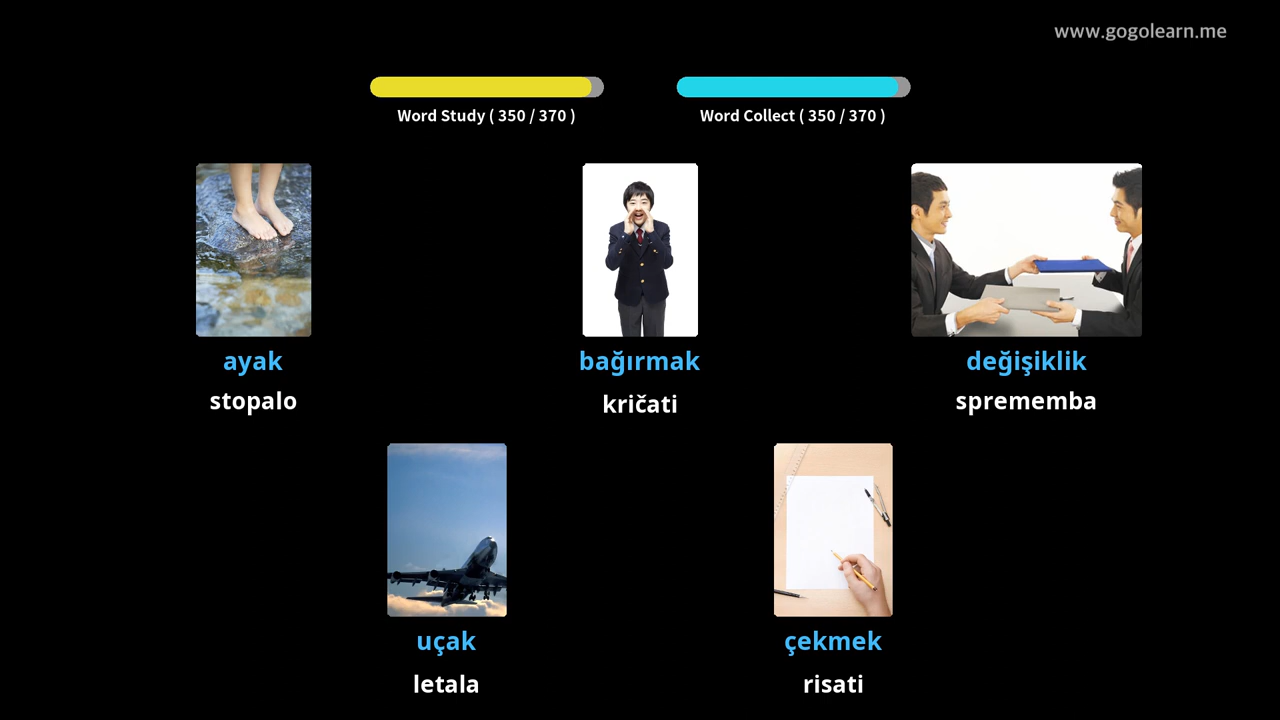 www.gogolearn.me
Word Study ( 350 / 370 )
Word Collect ( 350 / 370 )
ayak
stopalo
bağırmak
kričati
değişiklik
sprememba
uçak
letala
çekmek
risati